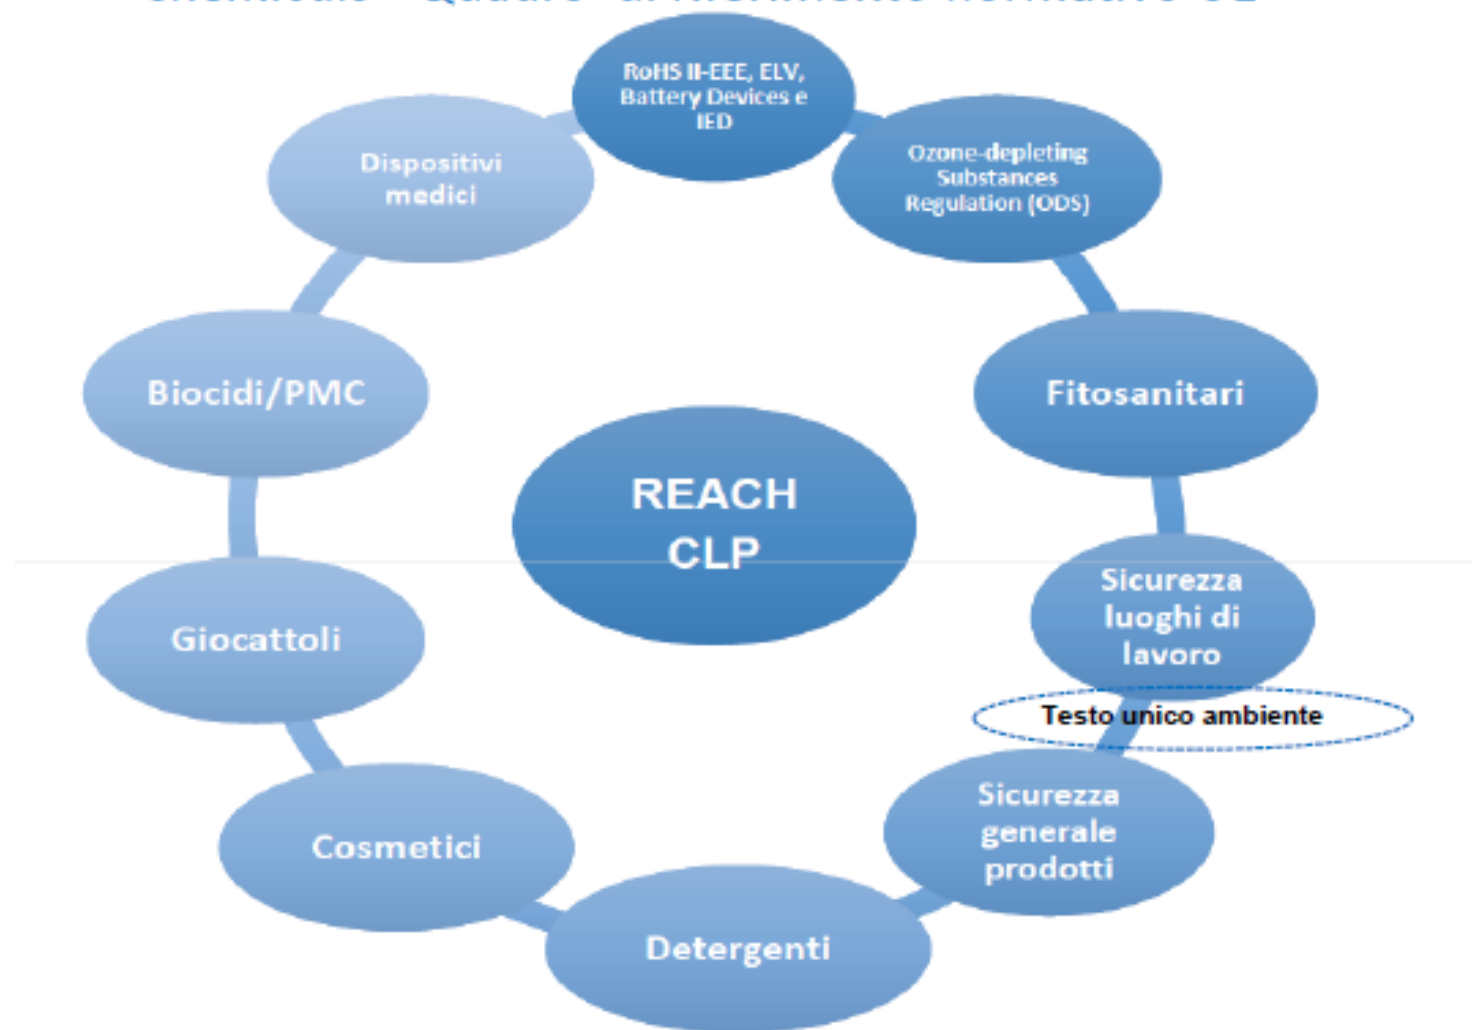 RoHS II-EEE, ELV,
Battery Devices e
IED
Ozone-depleting
Substances
Regulation (ODS)
Dispositivi
medici
Biocidi/PMC
Fitosanitari
REACH
CLP
Sicurezza
luoghi di
lavoro
Giocattoli
Testo unico ambiente
Sicurezza
generale
prodotti
Cosmetici
Detergenti